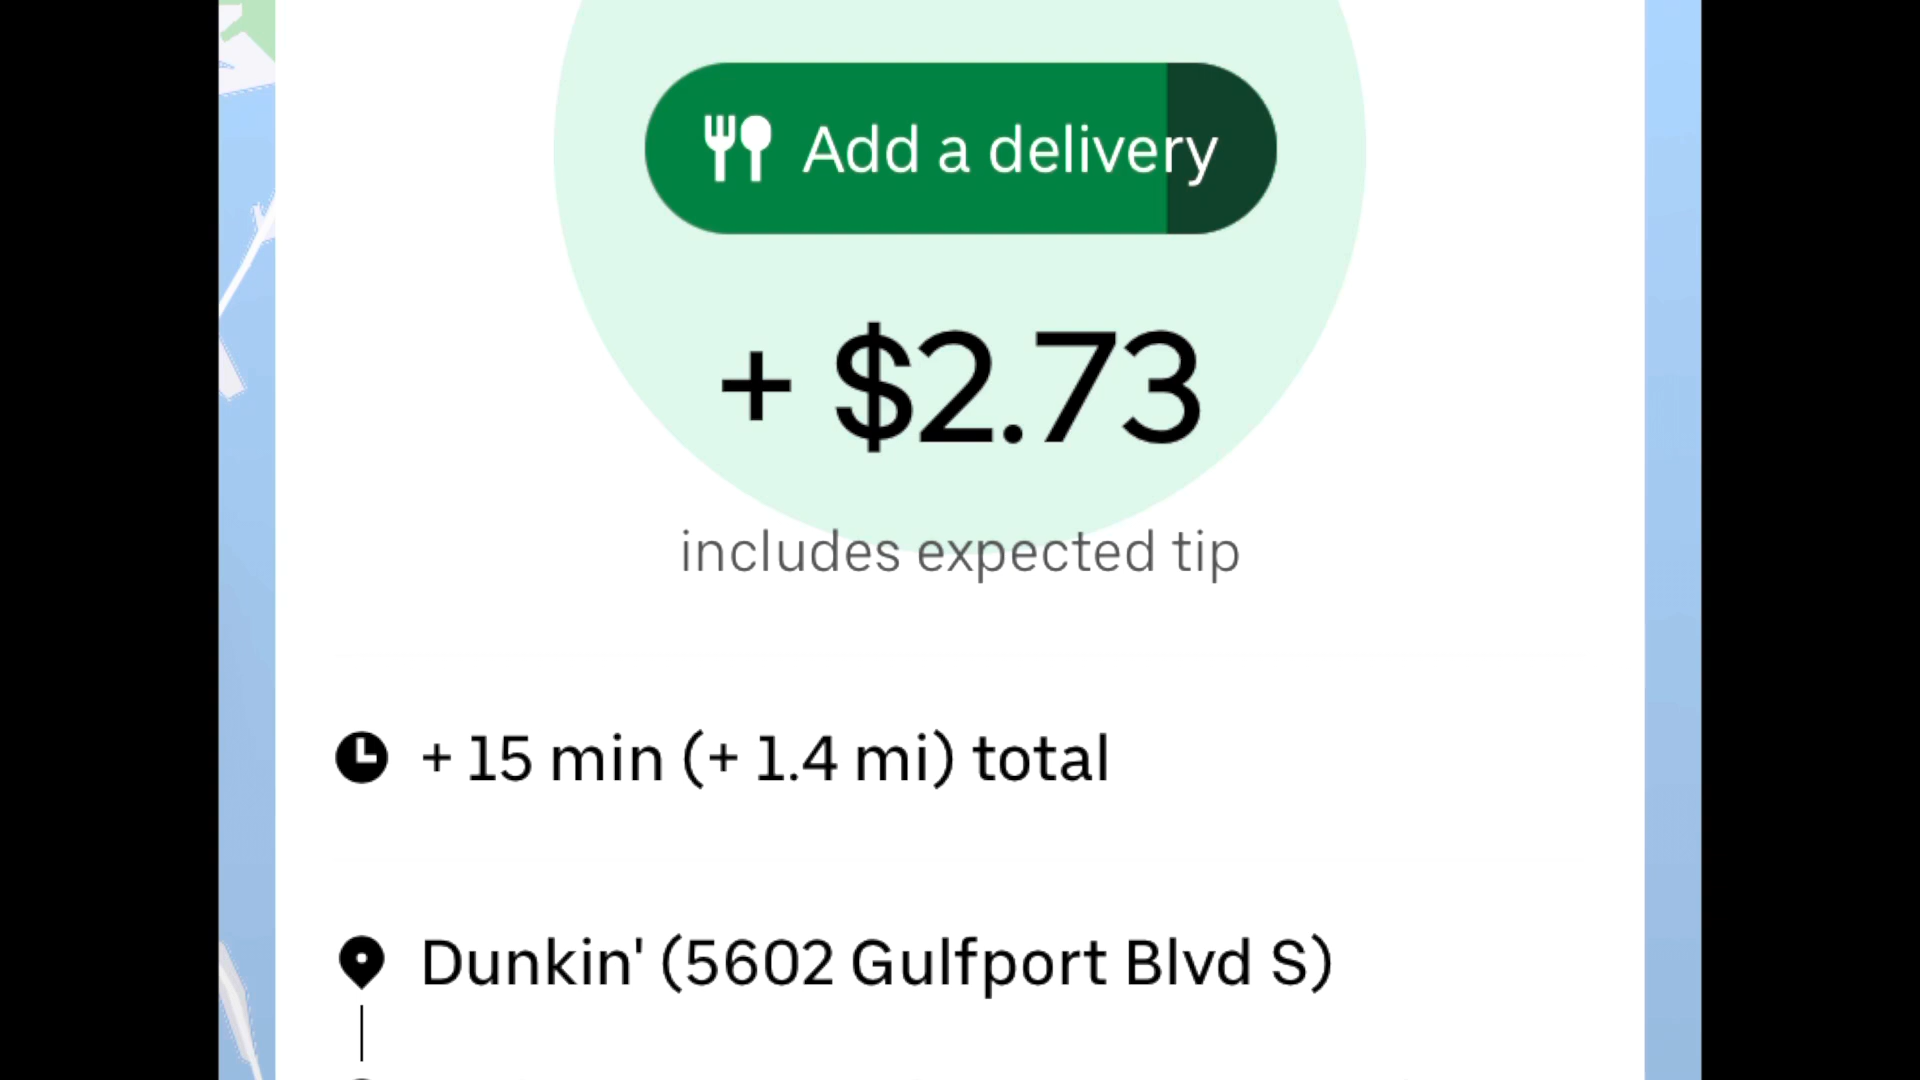 Add a delivery
+ $2.73
includes expected tip
+ 15 min (+ 1.4 mi) total
Dunkin' (5602 Gulfport Blvd S)